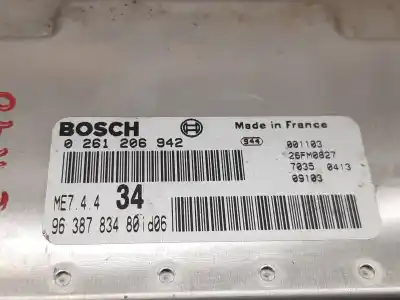 BOSCH Made in France
0 261 206 942 944 001103
26FM0827
7035 0413
09103
ME7.4.4 34
96 387 834 80id06